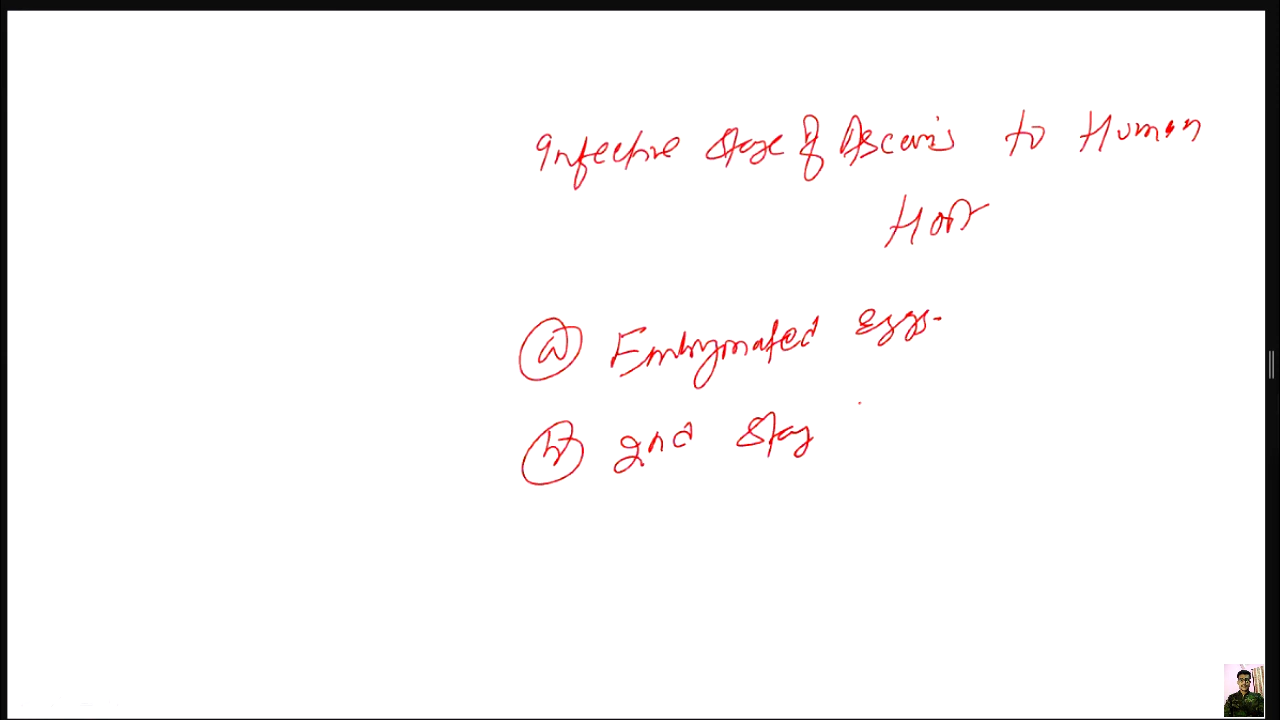 Infective Stage of Ascaris to Human
Host
(a) Embryonated eggs.
(b) 2nd Stag